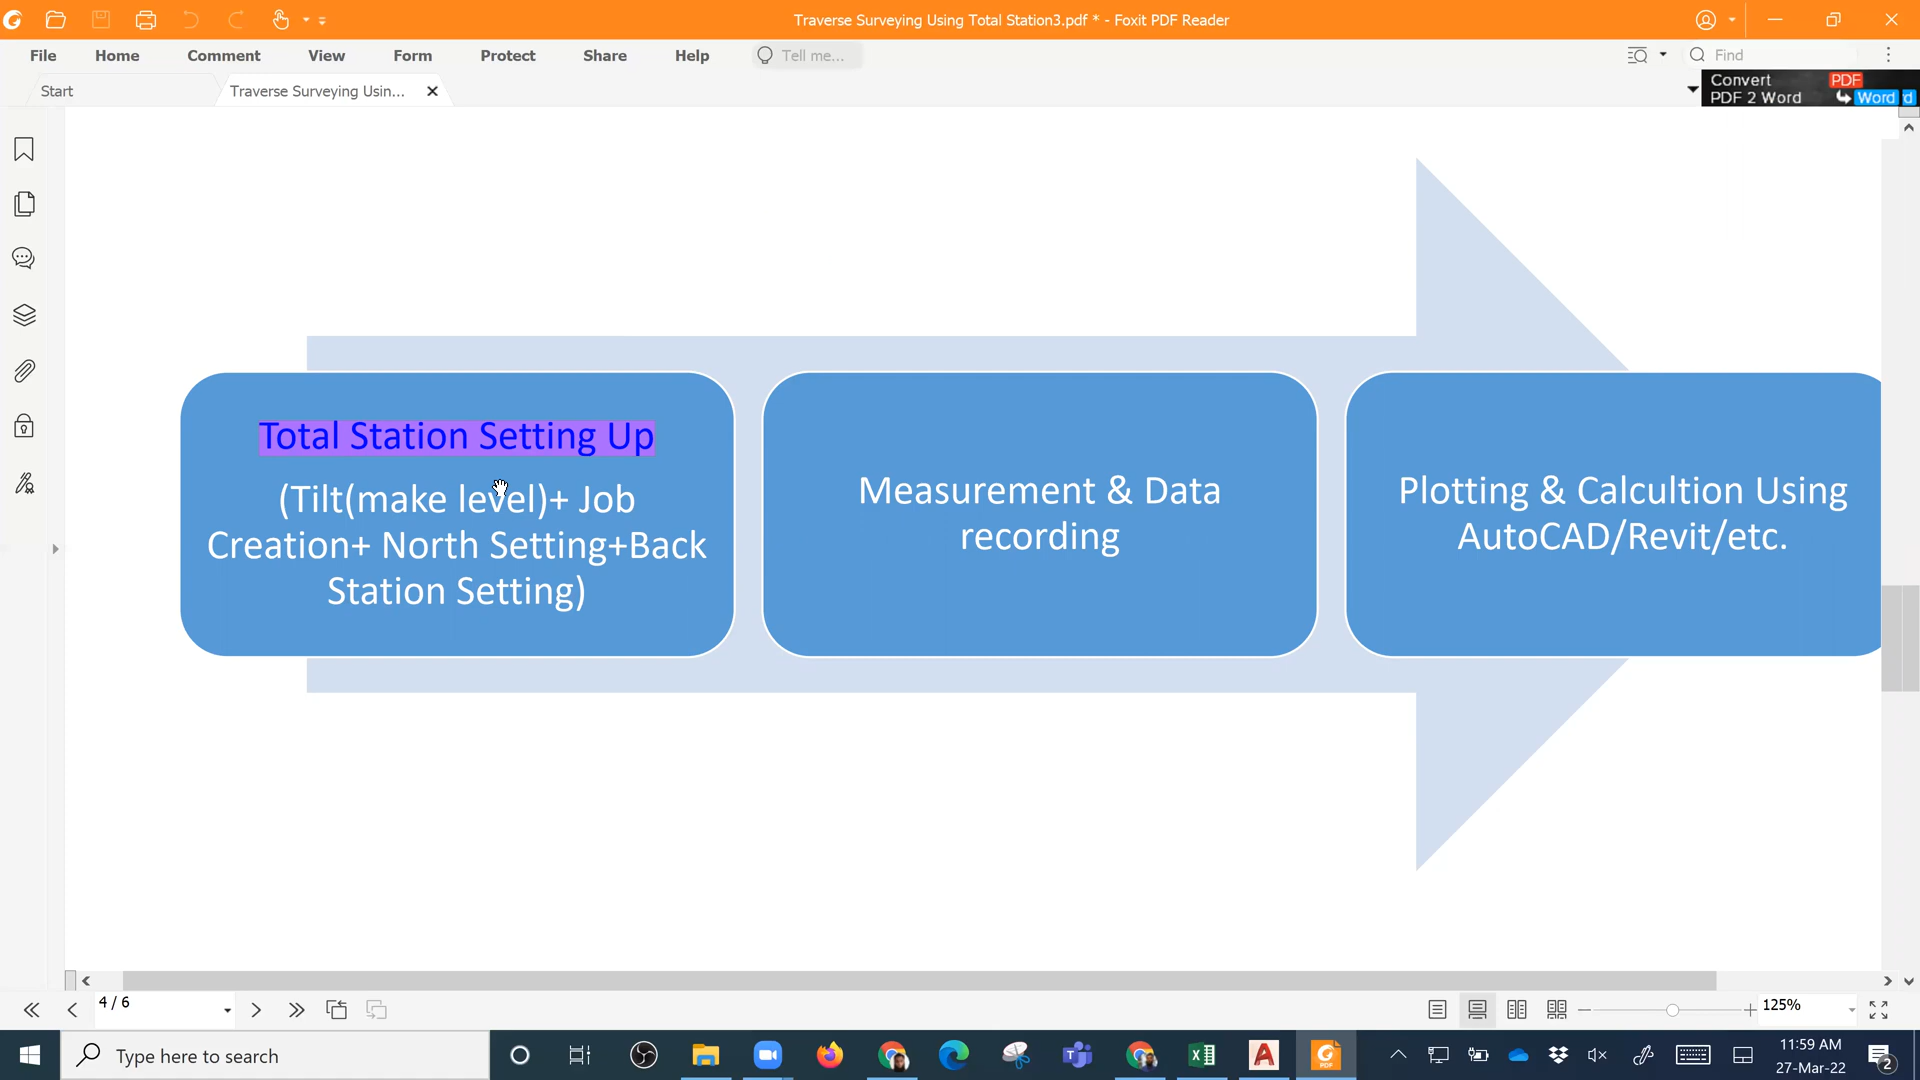 Traverse Surveying Using Total Station3.pdf * - Foxit PDF Reader
File Home Comment View Form Protect Share Help Tell me... Find
Start Traverse Surveying Usin...
Convert PDF
PDF 2 Word Word
Total Station Setting Up
(Tilt(make level)+ Job
Creation+ North Setting+Back
Station Setting)
Measurement & Data
recording
Plotting & Calcultion Using
AutoCAD/Revit/etc.
4 / 6
125%
Type here to search
11:59 AM
27-Mar-22
2